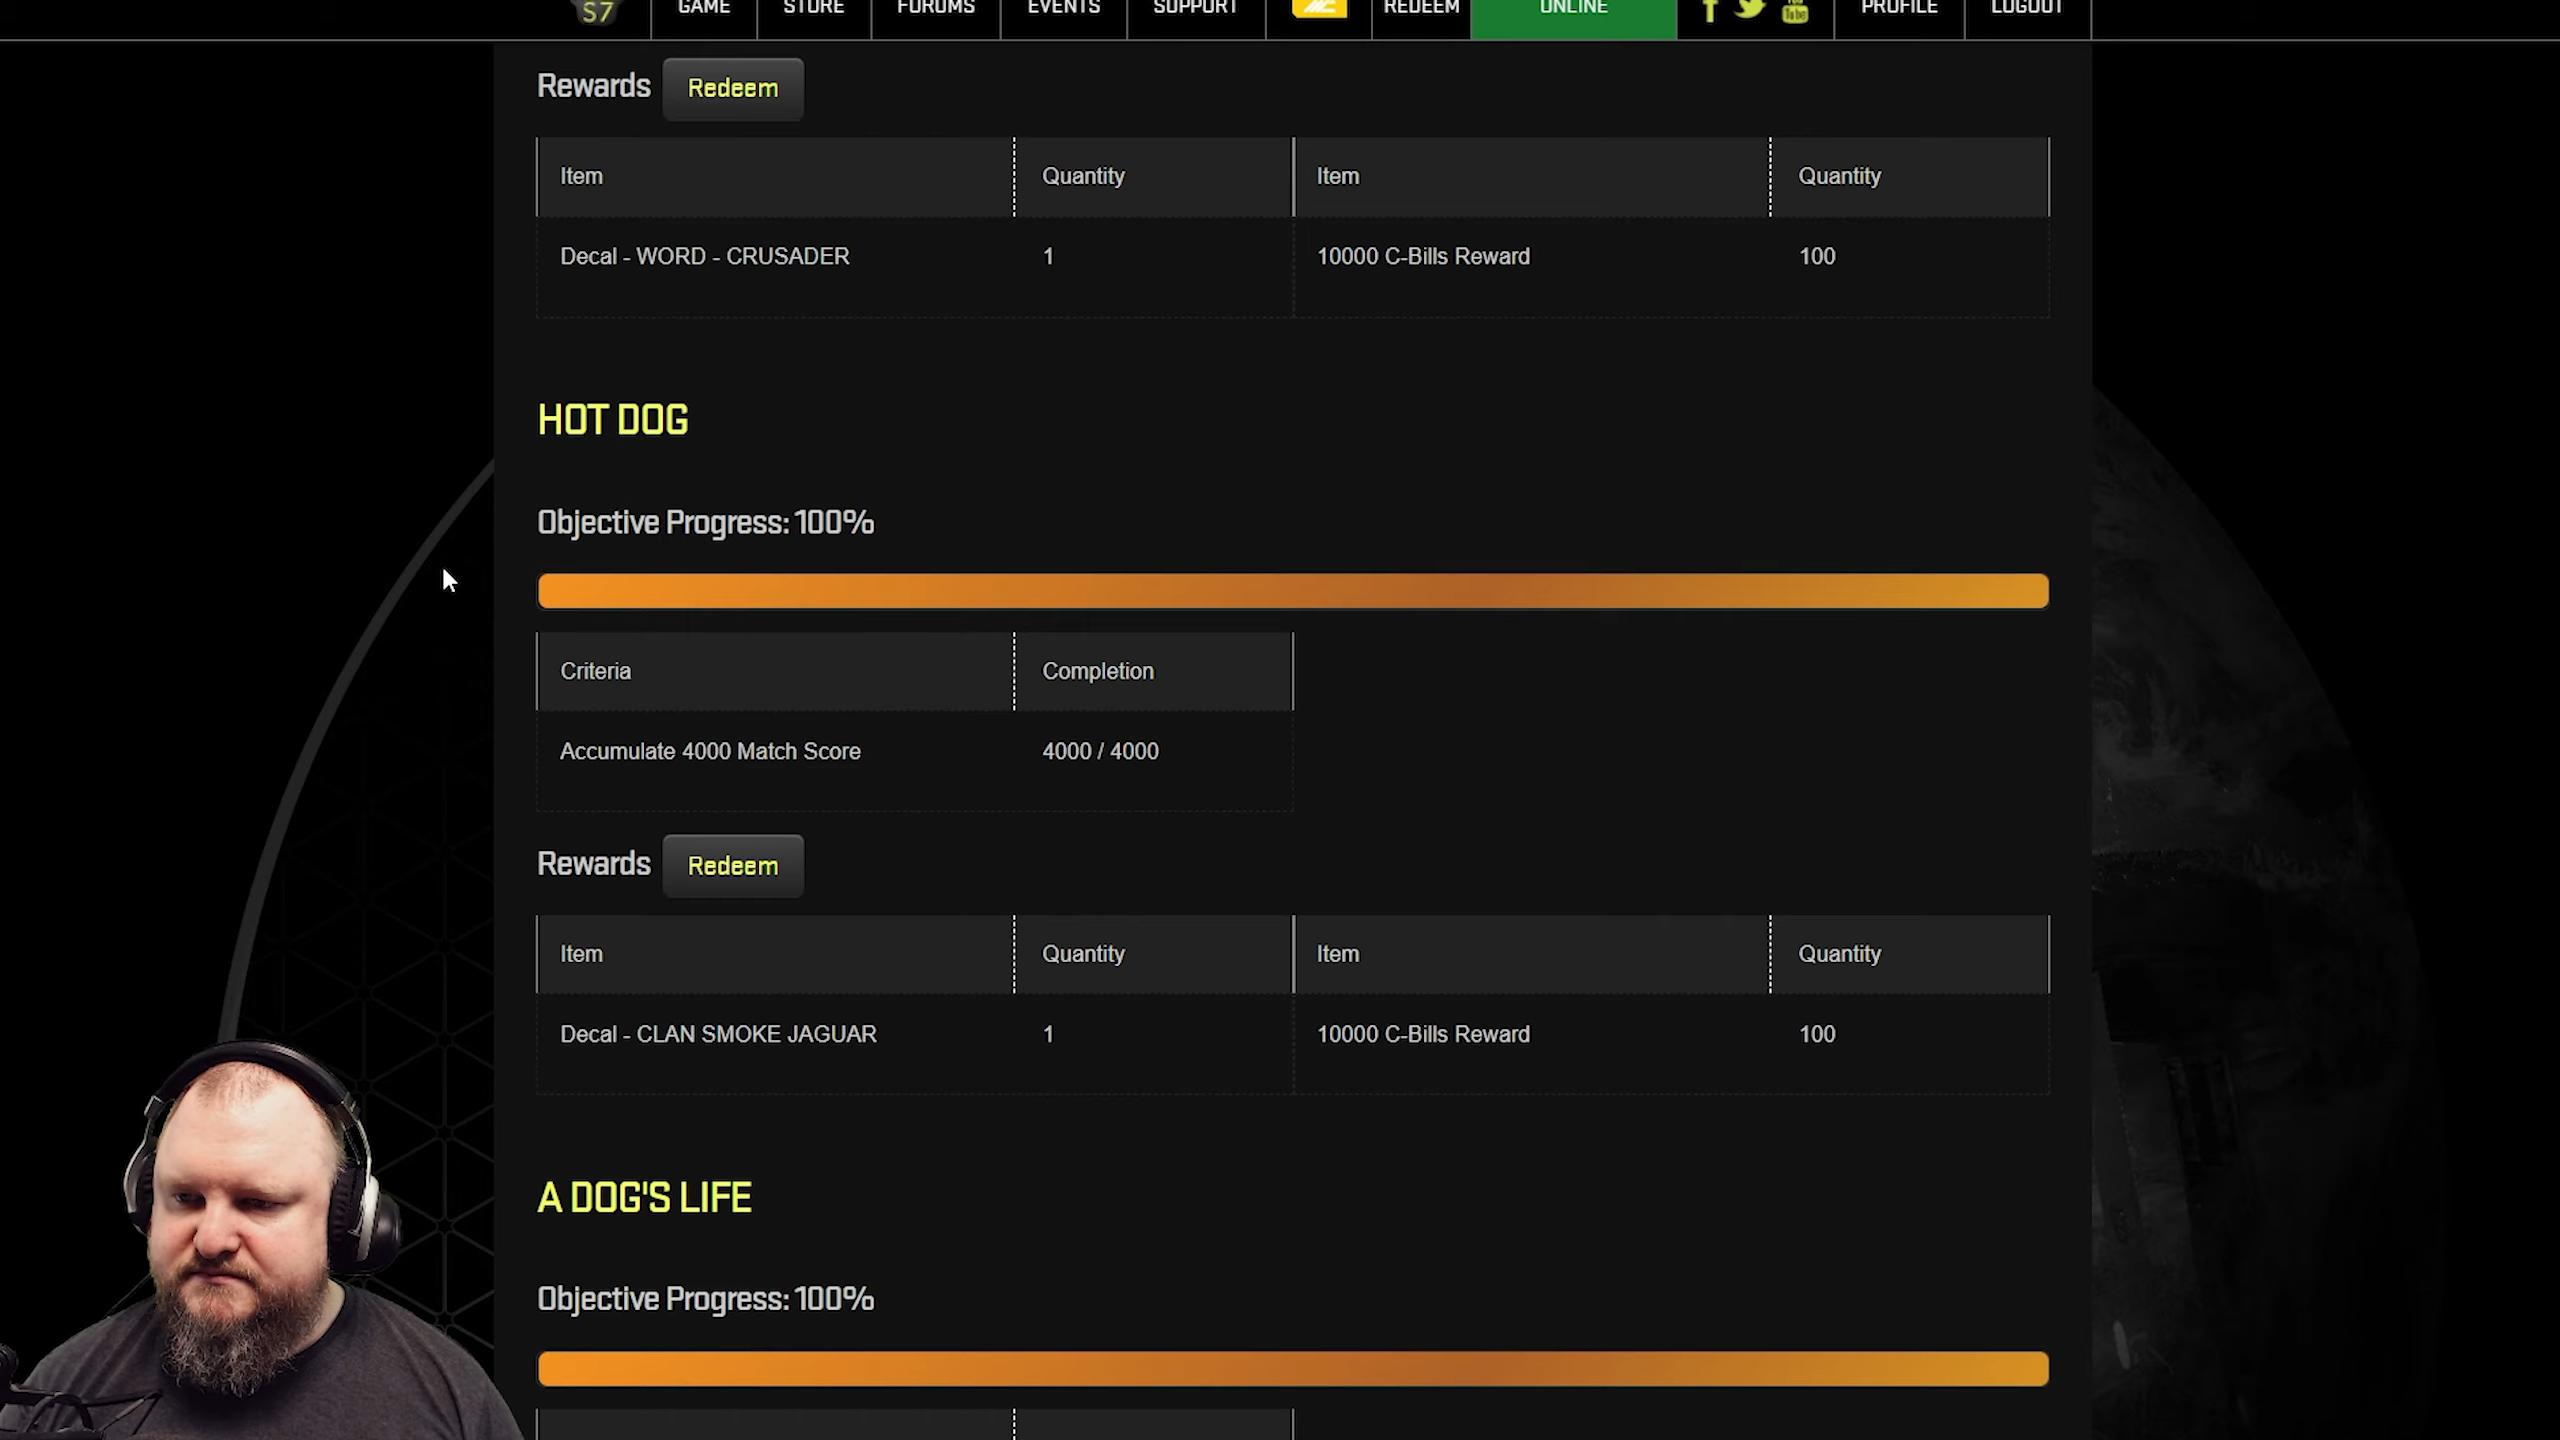 S7 GAME STORE FORUMS EVENTS SUPPORT MC REDEEM ONLINE f You Tube PROFILE LOGOUT
Rewards Redeem
Item Quantity Item Quantity
Decal - WORD - CRUSADER 1 10000 C-Bills Reward 100
HOT DOG
Objective Progress: 100%
Criteria Completion
Accumulate 4000 Match Score 4000 / 4000
Rewards Redeem
Item Quantity Item Quantity
Decal - CLAN SMOKE JAGUAR 1 10000 C-Bills Reward 100
A DOG'S LIFE
Objective Progress: 100%